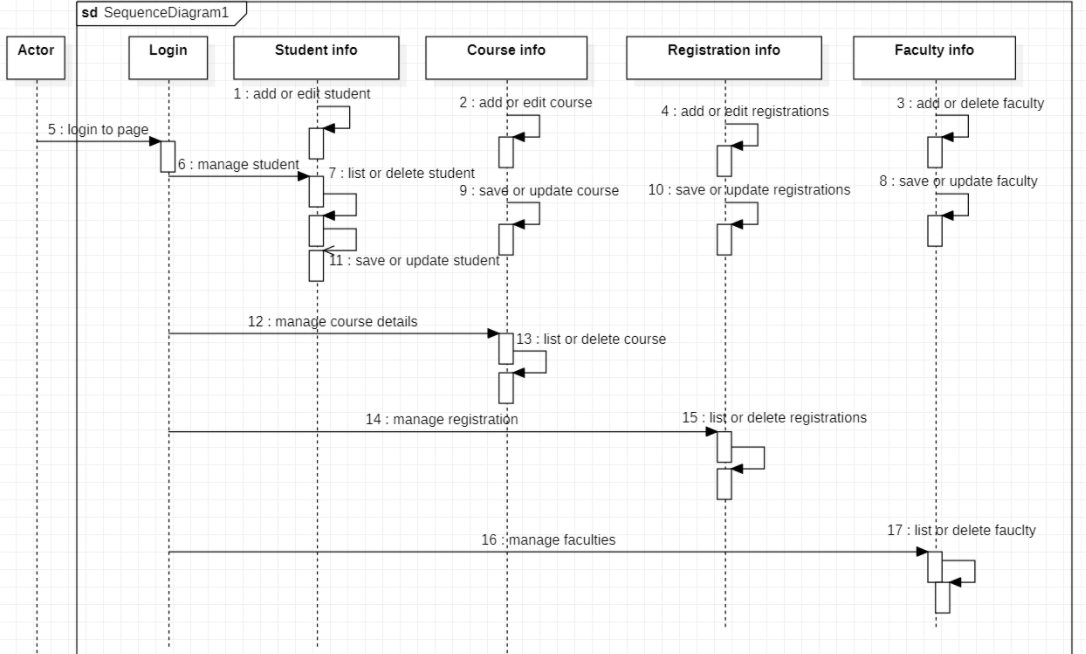 sd SequenceDiagram1
Actor
Login
Student info
Course info
Registration info
Faculty info
1 : add or edit student
2 : add or edit course
4 : add or edit registrations
3 : add or delete faculty
5 : login to page
6 : manage student
7 : list or delete student
9 : save or update course
10 : save or update registrations
8 : save or update faculty
11 : save or update student
12 : manage course details
13 : list or delete course
14 : manage registration
15 : list or delete registrations
16 : manage faculties
17 : list or delete fauclty